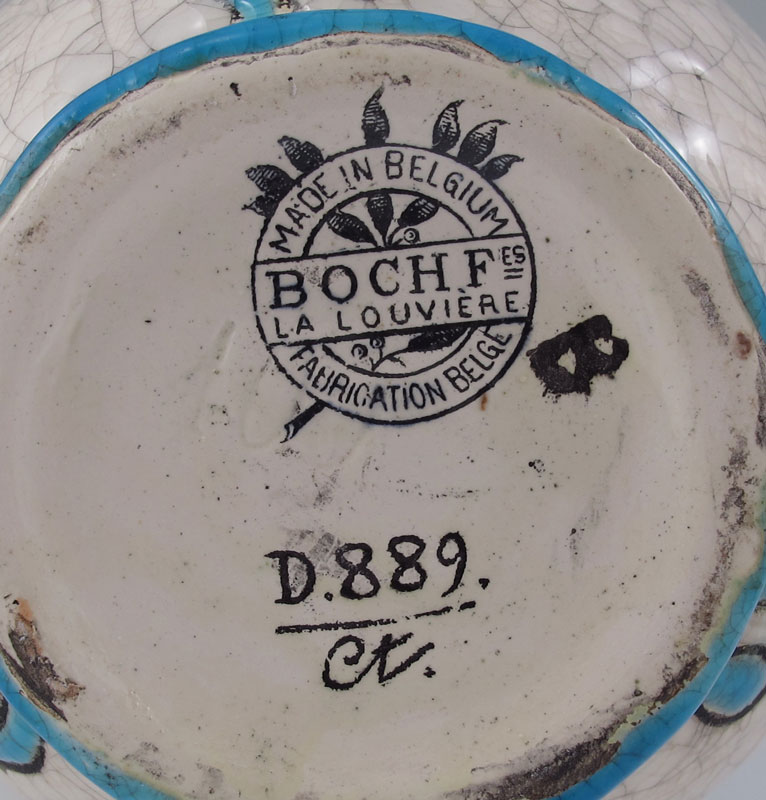 MADE IN BELGIUM
BOCH Fes
LA LOUVIÈRE
FABRICATION BELGE
D.889.
Ct.